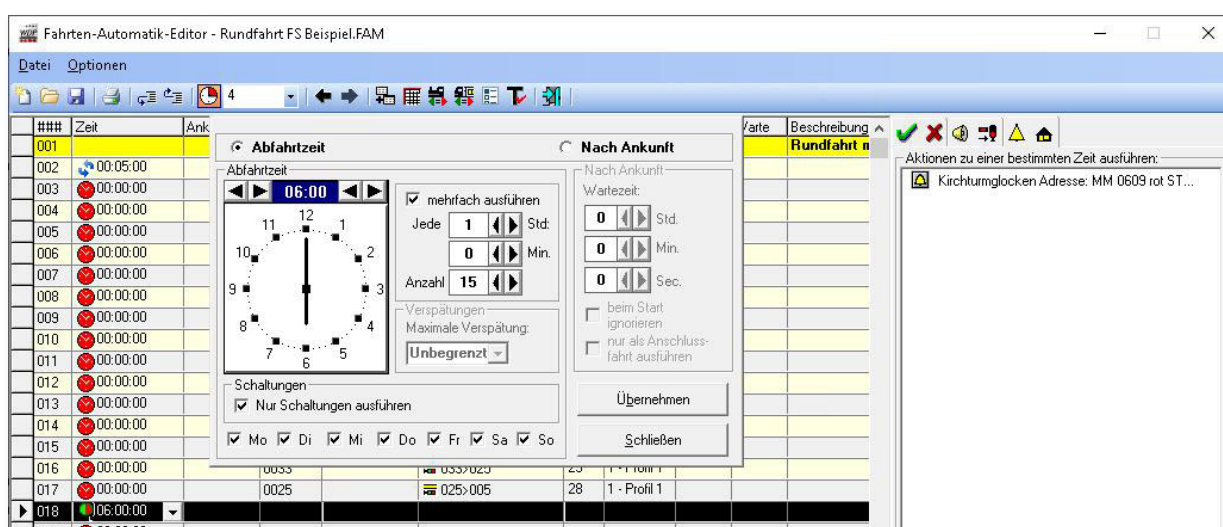 Fahrten-Automatik-Editor - Rundfahrt FS Beispiel.FAM
Datei Optionen
4
### Zeit Ank /arte Beschreibung
001 Rundfahrt m
002 00:05:00
003 00:00:00
004 00:00:00
005 00:00:00
006 00:00:00
007 00:00:00
008 00:00:00
009 00:00:00
010 00:00:00
011 00:00:00
012 00:00:00
013 00:00:00
014 00:00:00
015 00:00:00
016 00:00:00 0033 033>025 25 1 - Profil 1
017 00:00:00 0025 025>005 28 1 - Profil 1
018 06:00:00
Abfahrtzeit
Nach Ankunft
Abfahrtzeit
06:00
12
1
2
3
4
5
6
7
8
9
10
11
mehrfach ausführen
Jede 1 Std:
0 Min.
Anzahl 15
Verspätungen
Maximale Verspätung:
Unbegrenzt
Nach Ankunft
Wartezeit:
0 Std.
0 Min.
0 Sec.
beim Start
ignorieren
nur als Anschluss-
fahrt ausführen
Schaltungen
Nur Schaltungen ausführen
Mo Di Mi Do Fr Sa So
Übernehmen
Schließen
Aktionen zu einer bestimmten Zeit ausführen:
Kirchturmglocken Adresse: MM 0609 rot ST...